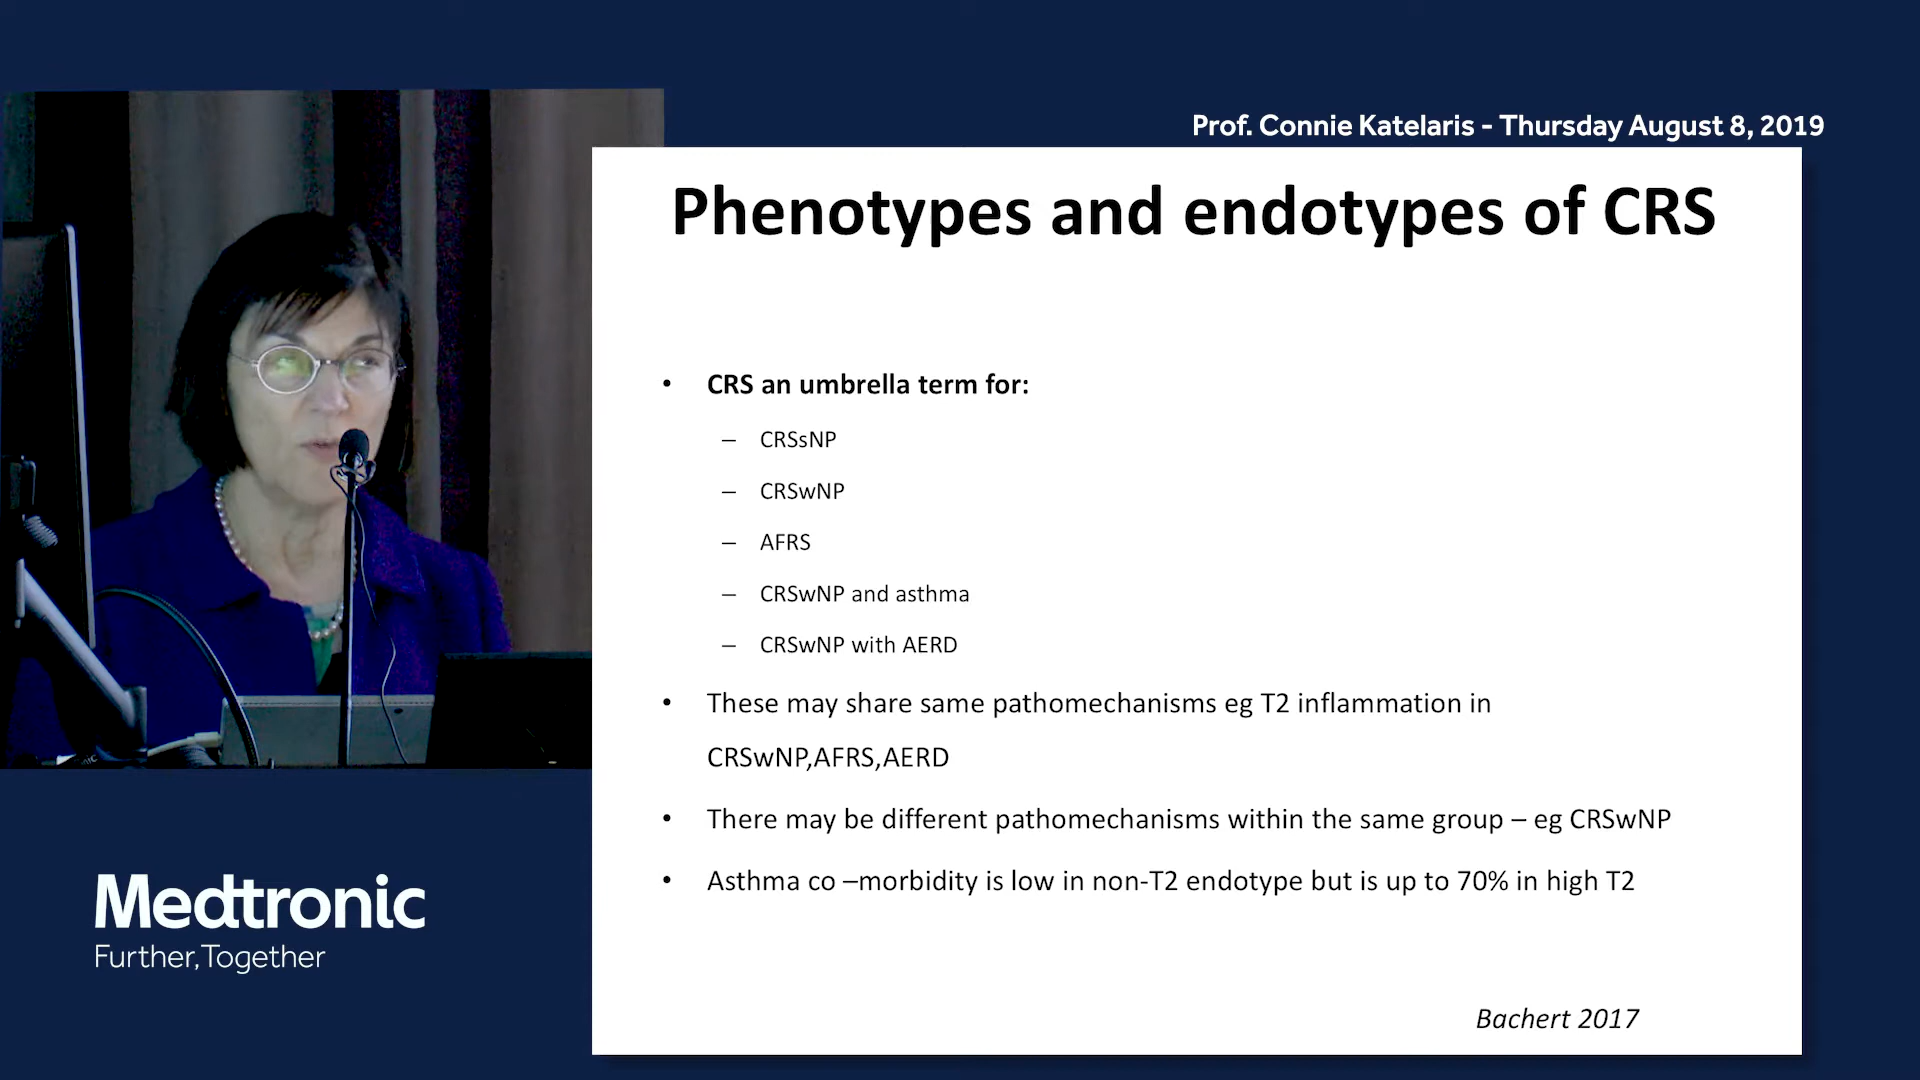 Prof. Connie Katelaris - Thursday August 8, 2019
Phenotypes and endotypes of CRS
• CRS an umbrella term for:
– CRSsNP
– CRSwNP
– AFRS
– CRSwNP and asthma
– CRSwNP with AERD
• These may share same pathomechanisms eg T2 inflammation in
CRSwNP,AFRS,AERD
• There may be different pathomechanisms within the same group – eg CRSwNP
• Asthma co –morbidity is low in non-T2 endotype but is up to 70% in high T2
Bachert 2017
Medtronic
Further,Together